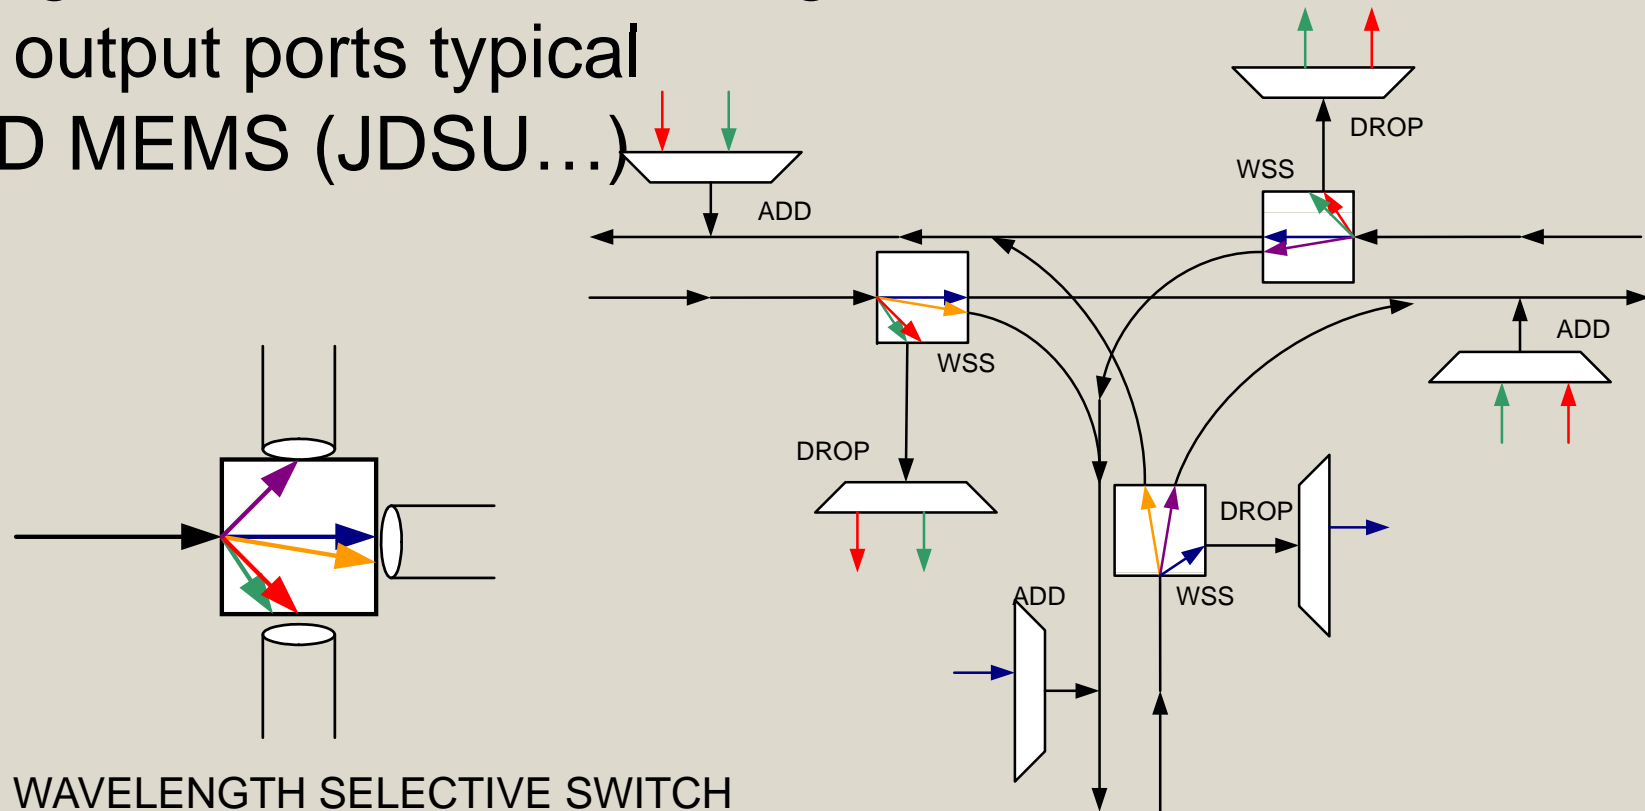 output ports typical
D MEMS (JDSU…)
ADD
DROP
WSS
WSS
ADD
DROP
DROP
ADD
WSS
WAVELENGTH SELECTIVE SWITCH